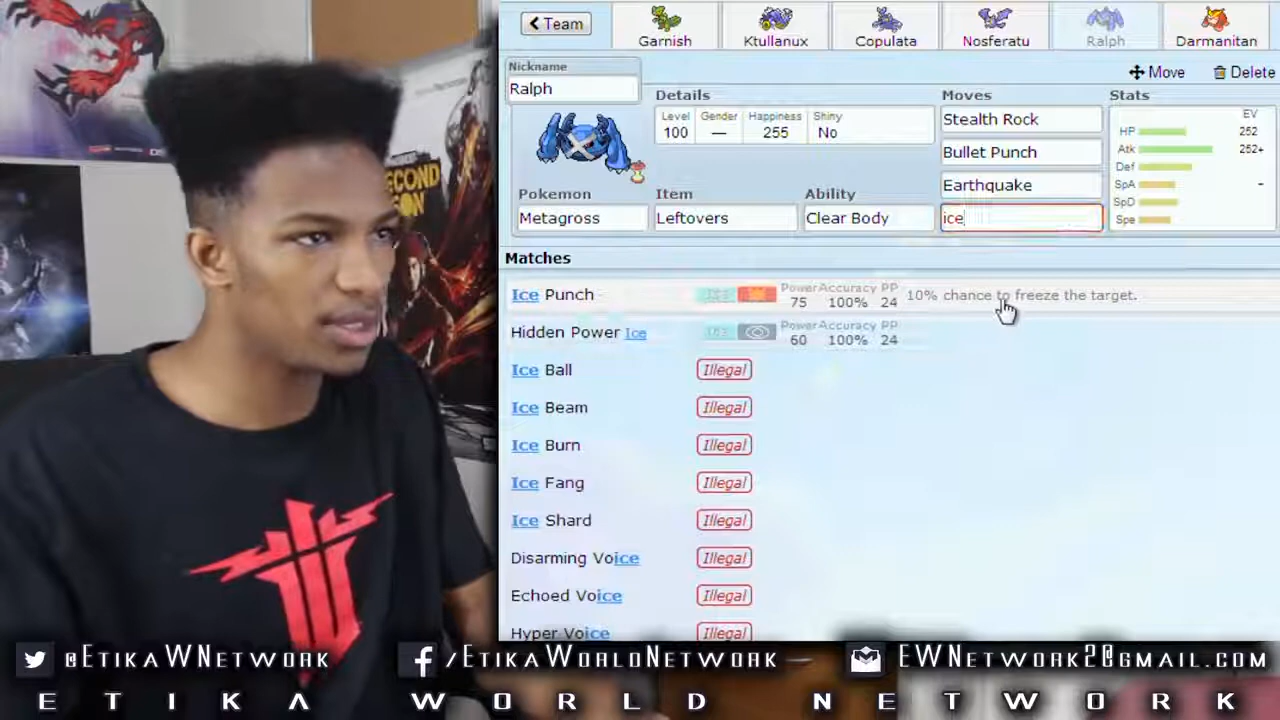 Team
Garnish
Ktullanux
Copulata
Nosferatu
Ralph
Darmanitan
Nickname
Ralph
Move
Delete
Details
Moves
Stats
Level
100
Gender
—
Happiness
255
Shiny
No
Stealth Rock
Bullet Punch
Earthquake
ice
EV
HP 252
Atk 252+
Def
SpA -
SpD
Spe
Pokemon
Item
Ability
Metagross
Leftovers
Clear Body
Matches
Ice Punch Power 75 Accuracy 100% PP 24 10% chance to freeze the target.
Hidden Power Ice Power 60 Accuracy 100% PP 24
Ice Ball Illegal
Ice Beam Illegal
Ice Burn Illegal
Ice Fang Illegal
Ice Shard Illegal
Disarming Voice Illegal
Echoed Voice Illegal
Hyper Voice Illegal
SECOND
SON
@EtikaWNetwork
/EtikaWorldNetwork
EWNetwork2@gmail.com
ETIKA WORLD NETWORK